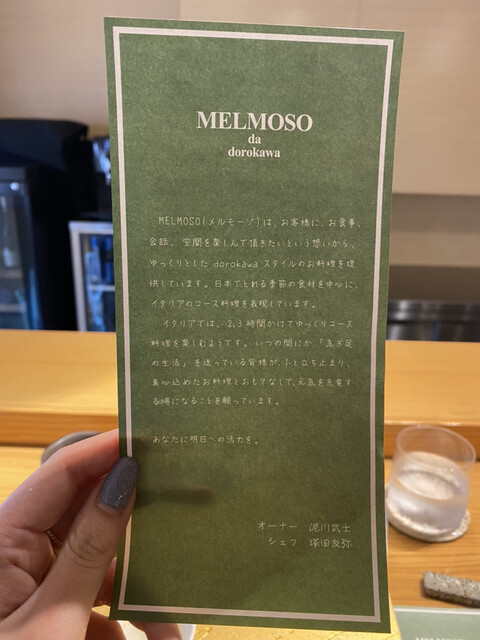 MELMOSO
da
dorokawa
MELMOSO(メルモーゾ)は、お客様に、お食事、
会話、空間を楽しんで頂きたいという想いから、
ゆっくりとした dorokawa スタイルのお料理を提
供しています。日本でとれる季節の食材を中心に、
イタリアのコース料理を表現しています。
イタリアでは、2,3時間かけてゆっくりコース
料理を楽しむようです。いつの間にか「急ぎ足
の生活」を送っている皆様が、ふと立ち止まり、
真心込めたお料理とおもてなしで、元気を充電す
る場になることを願っています。
あなたに明日への活力を。
オーナー 泥川武士
シェフ 塚田友弥